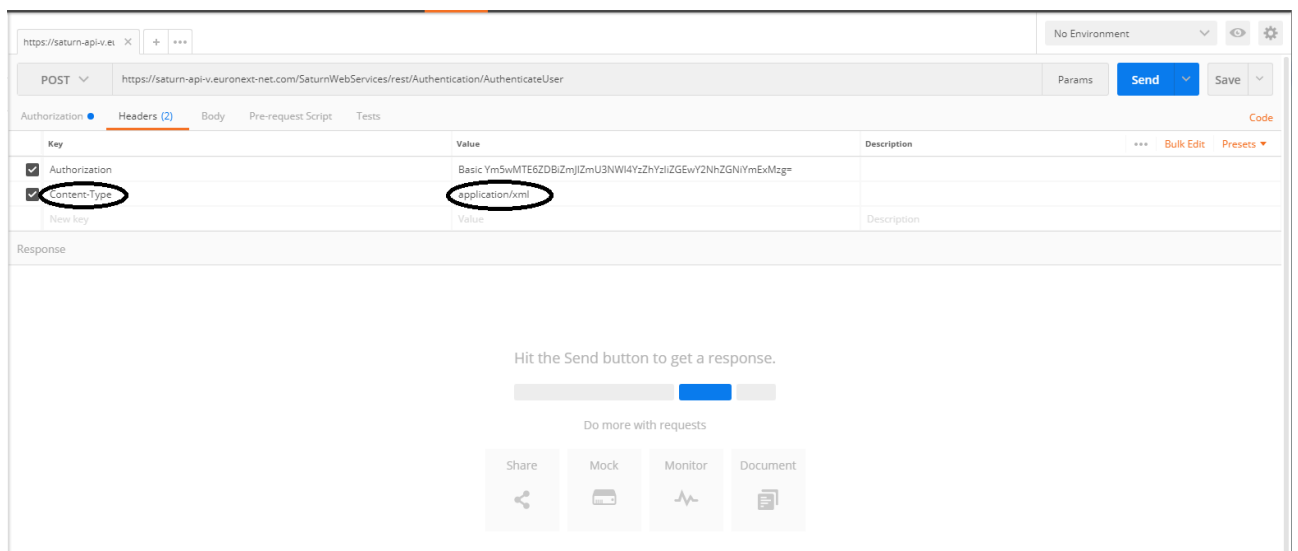 https://saturn-api-v.eu
No Environment
POST https://saturn-api-v.euronext-net.com/SaturnWebServices/rest/Authentication/AuthenticateUser Params Send Save
Authorization Headers (2) Body Pre-request Script Tests Code
Key Value Description Bulk Edit Presets
Authorization Basic Ym5wMTE6ZDBiZmJlZmU3NWI4YzZhYzIiZGEwY2NhZGNiYmExMzg=
Content-Type application/xml
New key Value Description
Response
Hit the Send button to get a response.
Do more with requests
Share Mock Monitor Document